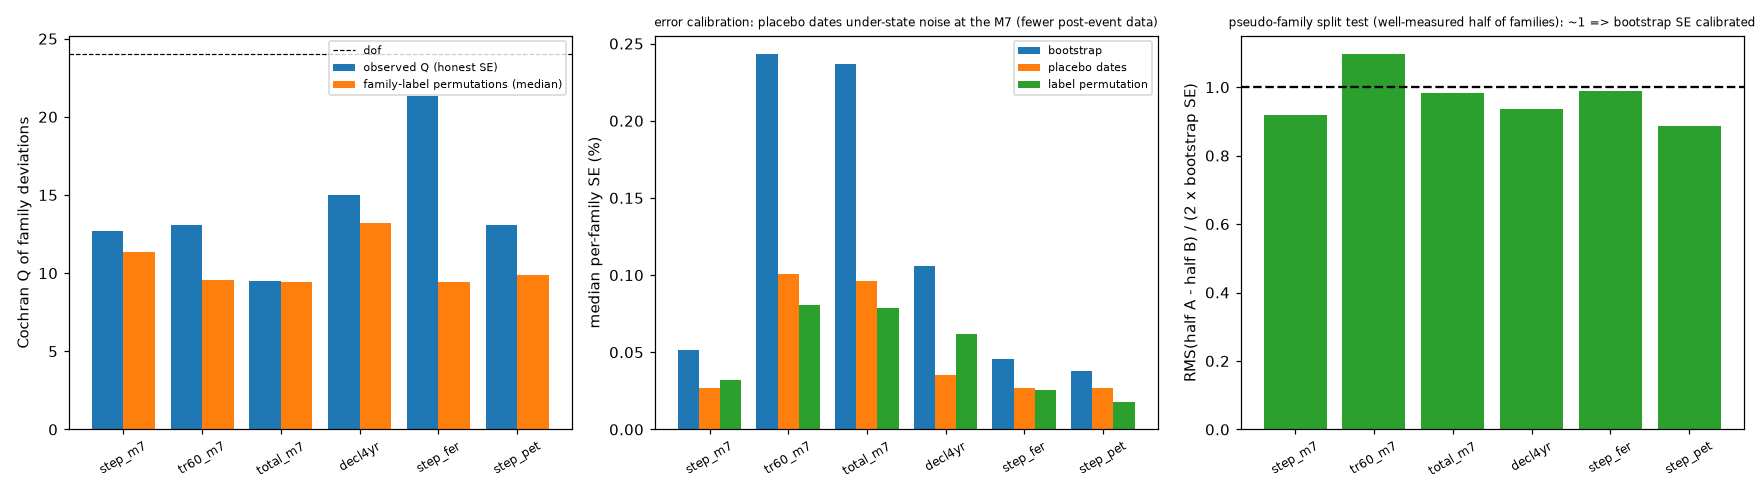 error calibration: placebo dates under-state noise at the M7 (fewer post-event data)
pseudo-family split test (well-measured half of families): ~1 => bootstrap SE calibrated
Cochran Q of family deviations
25
20
15
10
5
0
dof
observed Q (honest SE)
family-label permutations (median)
step_m7
tr60_m7
total_m7
decl4yr
step_fer
step_pet
median per-family SE (%)
0.25
0.20
0.15
0.10
0.05
0.00
bootstrap
placebo dates
label permutation
step_m7
tr60_m7
total_m7
decl4yr
step_fer
step_pet
RMS(half A - half B) / (2 x bootstrap SE)
1.0
0.8
0.6
0.4
0.2
0.0
step_m7
tr60_m7
total_m7
decl4yr
step_fer
step_pet